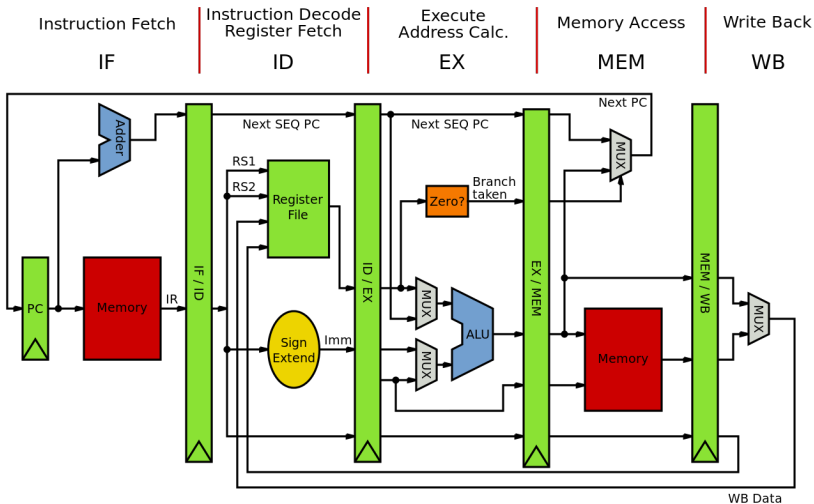 Instruction Fetch
Instruction Decode
Register Fetch
Execute
Address Calc.
Memory Access
Write Back
IF
ID
EX
MEM
WB
Next PC
Adder
Next SEQ PC
Next SEQ PC
MUX
RS1
RS2
Register
File
Branch
taken
Zero?
PC
Memory
IR
IF / ID
ID / EX
EX / MEM
MEM / WB
MUX
MUX
ALU
MUX
Sign
Extend
Imm
MUX
Memory
WB Data